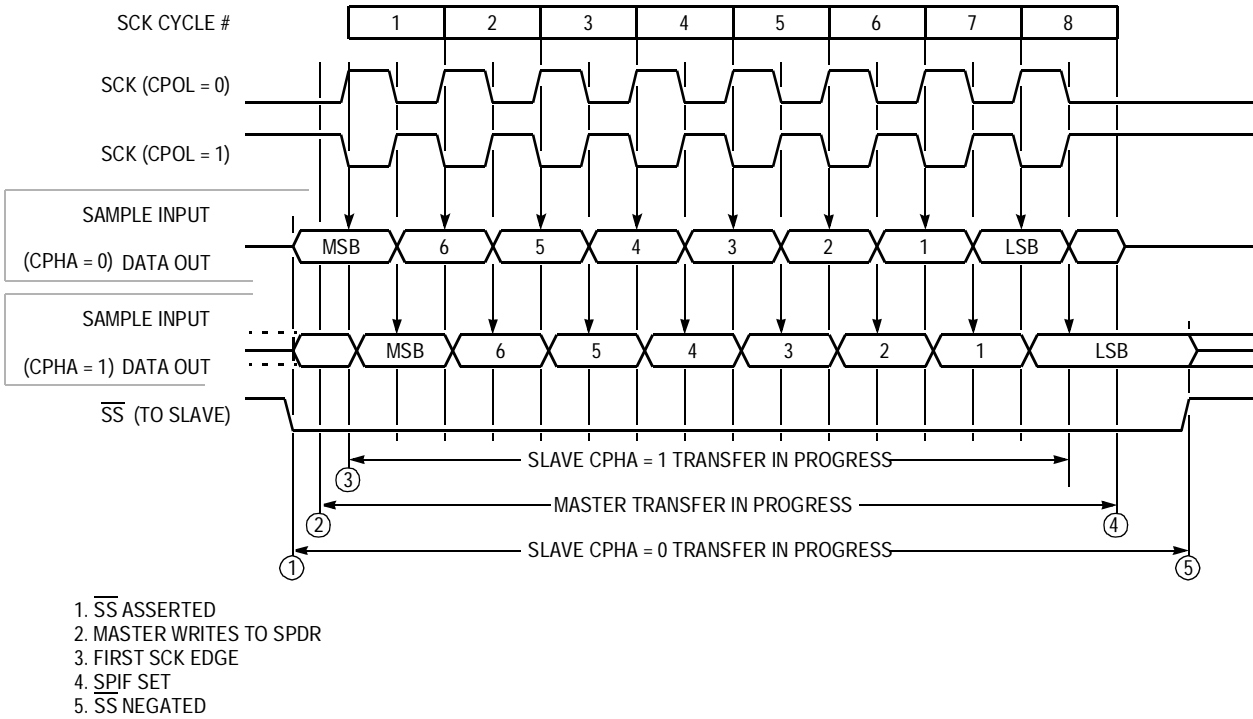 SCK CYCLE # 1 2 3 4 5 6 7 8
SCK (CPOL = 0)
SCK (CPOL = 1)
SAMPLE INPUT
MSB 6 5 4 3 2 1 LSB
(CPHA = 0) DATA OUT
SAMPLE INPUT
MSB 6 5 4 3 2 1 LSB
(CPHA = 1) DATA OUT
SS (TO SLAVE)
SLAVE CPHA = 1 TRANSFER IN PROGRESS
3
MASTER TRANSFER IN PROGRESS
2 4
SLAVE CPHA = 0 TRANSFER IN PROGRESS
1 5
1. SS ASSERTED
2. MASTER WRITES TO SPDR
3. FIRST SCK EDGE
4. SPIF SET
5. SS NEGATED